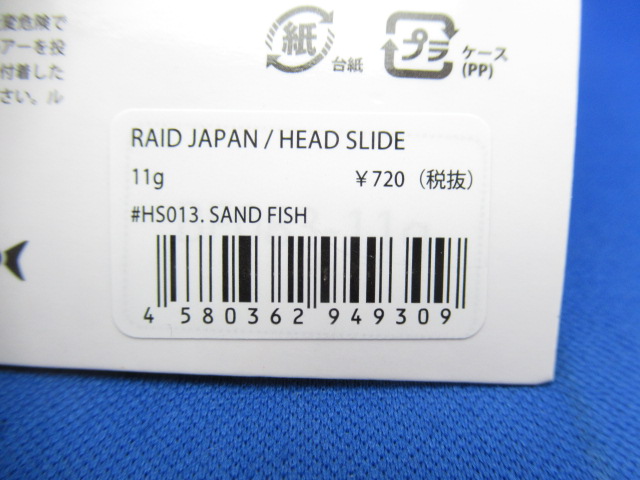 変危険で
アーを投
付着した
さい。ル
紙
台紙
プラ
ケース
(PP)
RAID JAPAN / HEAD SLIDE
11g ￥720（税抜）
#HS013. SAND FISH
4 580362 949309